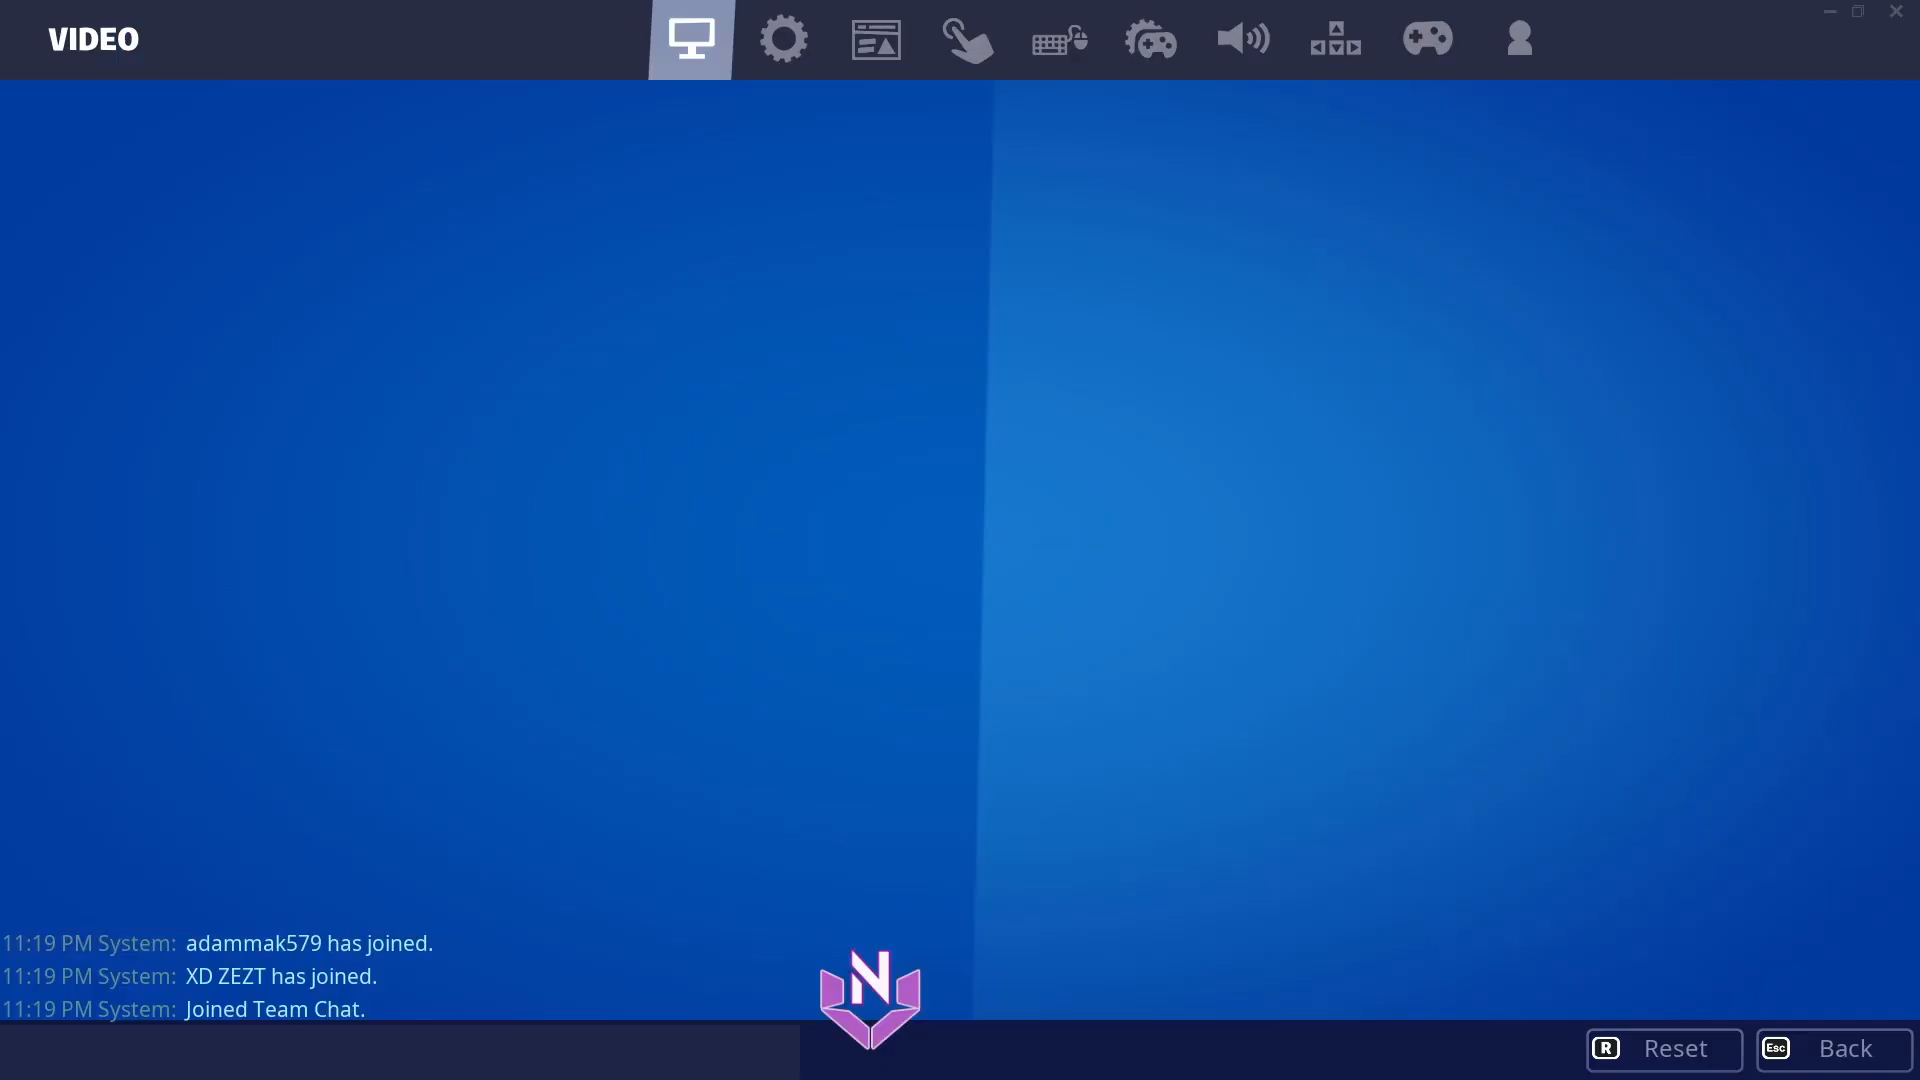 VIDEO
11:19 PM System: adammak579 has joined.
11:19 PM System: XD ZEZT has joined.
11:19 PM System: Joined Team Chat.
N
R Reset
Esc Back